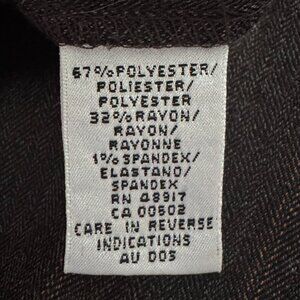 67% POLYESTER/
POLIESTER/
POLYESTER
32% RAYON/
RAYON/
RAYONNE
1% SPANDEX/
ELASTANO/
SPANDEX
RN 48917
CA 00502
CARE IN REVERSE
INDICATIONS
AU DOS